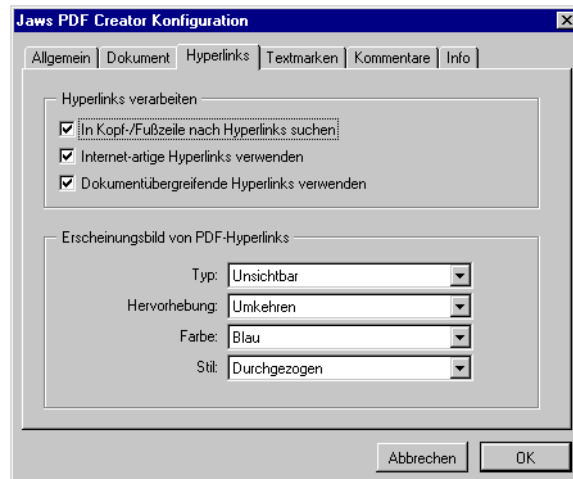 Jaws PDF Creator Konfiguration
Allgemein Dokument Hyperlinks Textmarken Kommentare Info
Hyperlinks verarbeiten
In Kopf-/Fußzeile nach Hyperlinks suchen
Internet-artige Hyperlinks verwenden
Dokumentübergreifende Hyperlinks verwenden
Erscheinungsbild von PDF-Hyperlinks
Typ: Unsichtbar
Hervorhebung: Umkehren
Farbe: Blau
Stil: Durchgezogen
Abbrechen OK